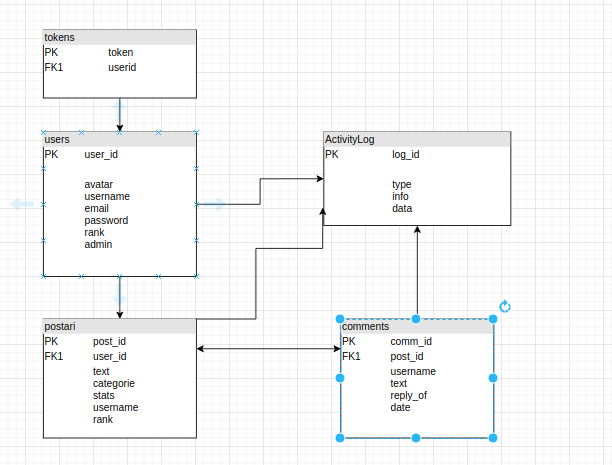 tokens
PK token
FK1 userid
users
PK user_id
avatar
username
email
password
rank
admin
ActivityLog
PK log_id
type
info
data
postari
PK post_id
FK1 user_id
text
categorie
stats
username
rank
comments
PK comm_id
FK1 post_id
username
text
reply_of
date